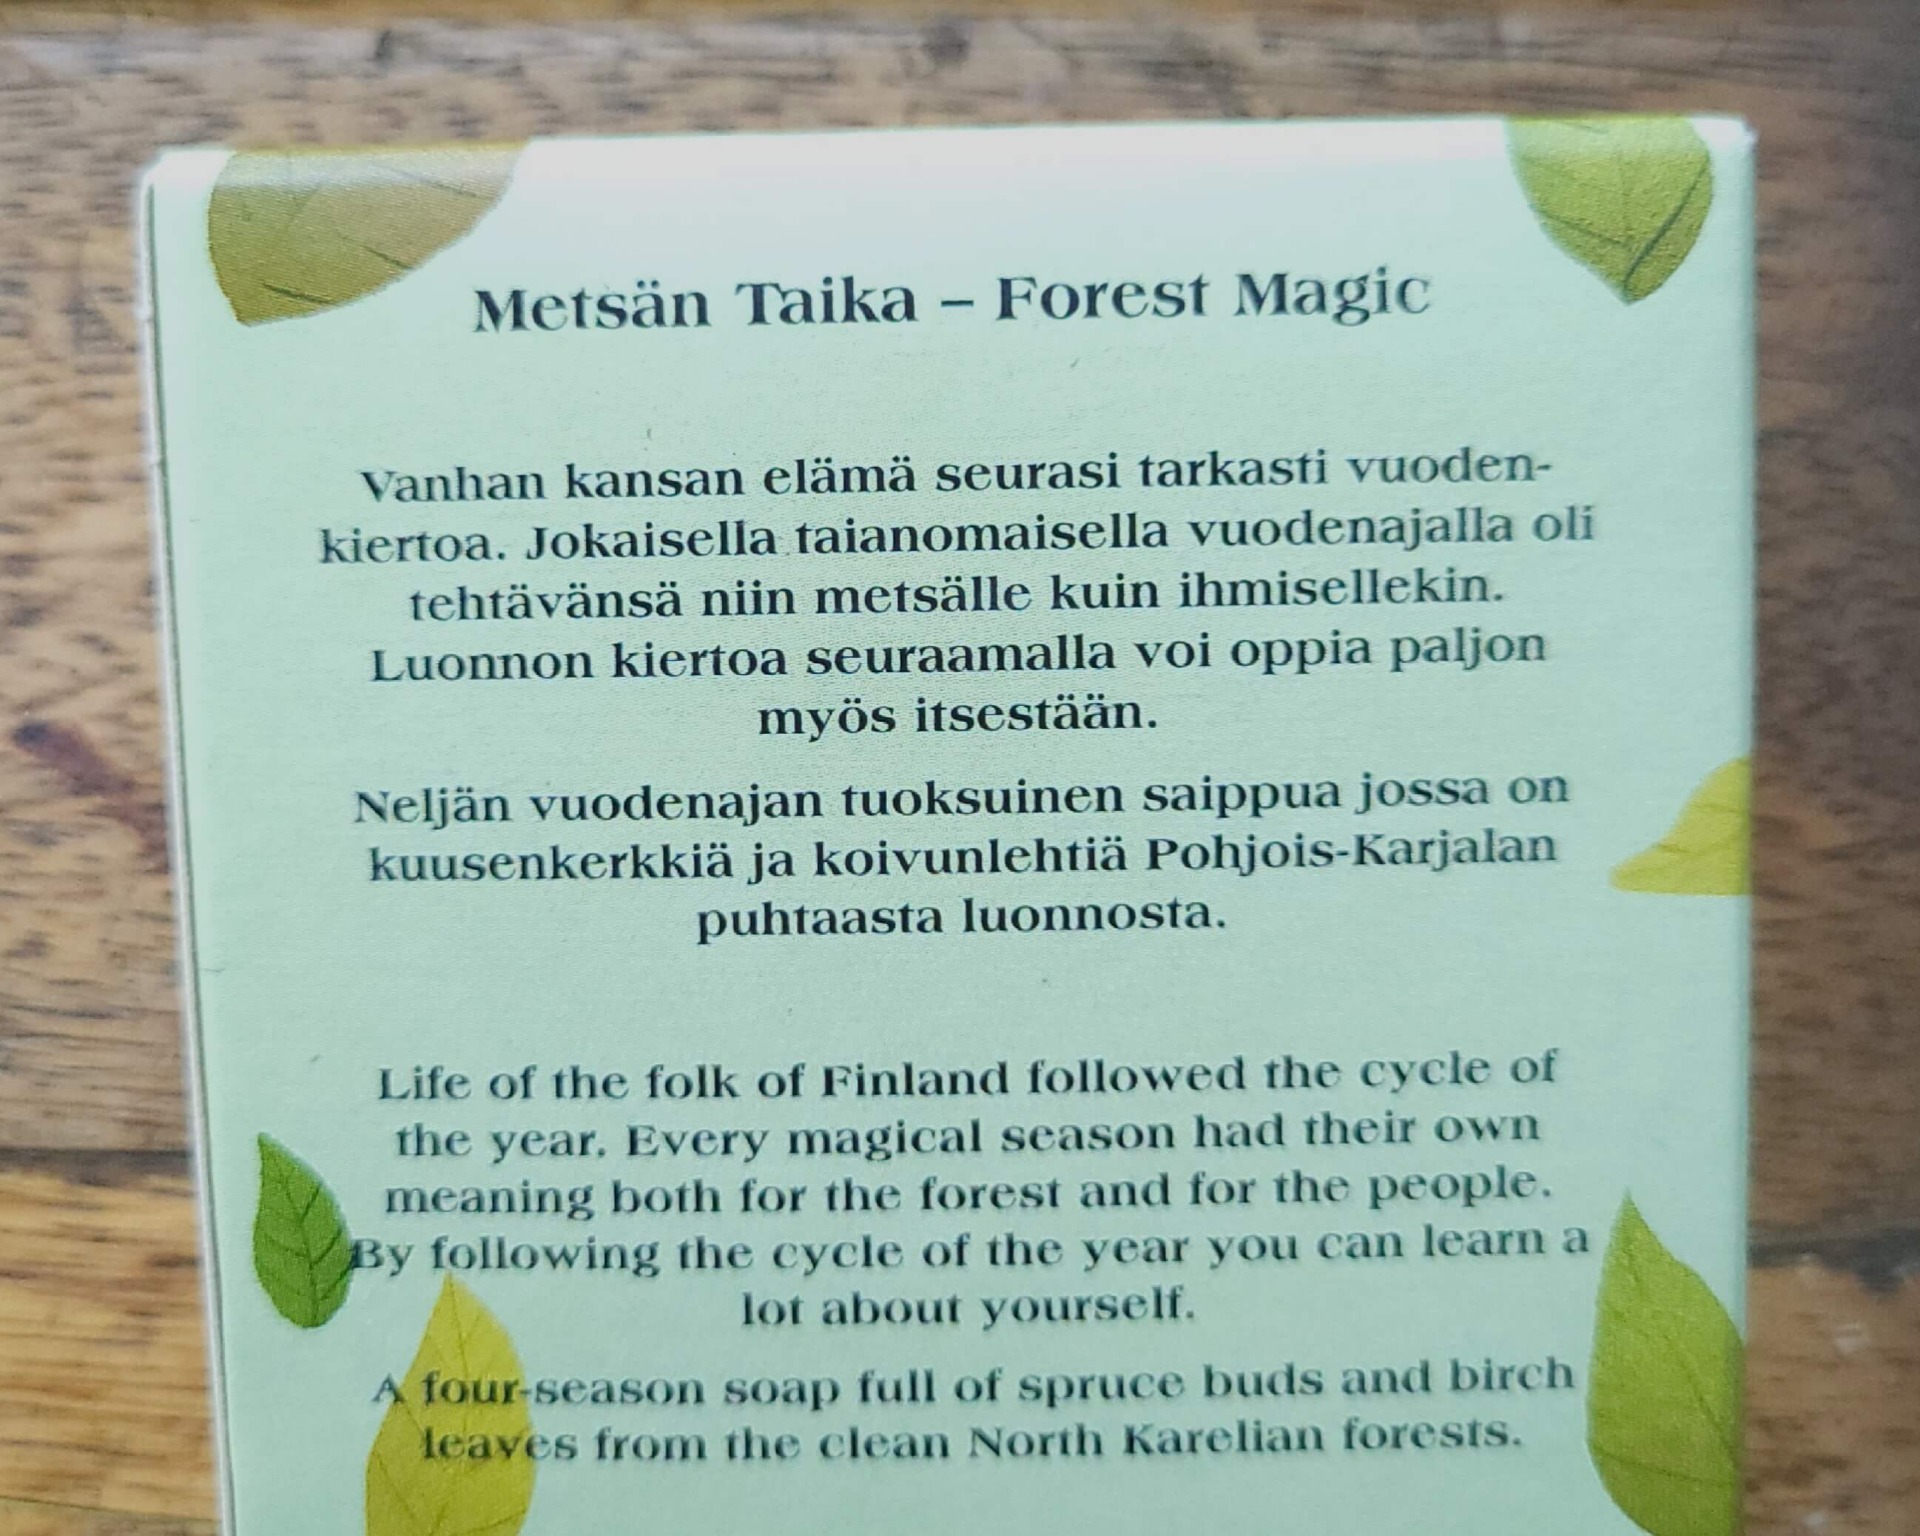 Metsän Taika – Forest Magic
Vanhan kansan elämä seurasi tarkasti vuoden-
kiertoa. Jokaisella taianomaisella vuodenajalla oli
tehtävänsä niin metsälle kuin ihmisellekin.
Luonnon kiertoa seuraamalla voi oppia paljon
myös itsestään.
Neljän vuodenajan tuoksuinen saippua jossa on
kuusenkerkkiä ja koivunlehtiä Pohjois-Karjalan
puhtaasta luonnosta.
Life of the folk of Finland followed the cycle of
the year. Every magical season had their own
meaning both for the forest and for the people.
By following the cycle of the year you can learn a
lot about yourself.
A four-season soap full of spruce buds and birch
leaves from the clean North Karelian forests.